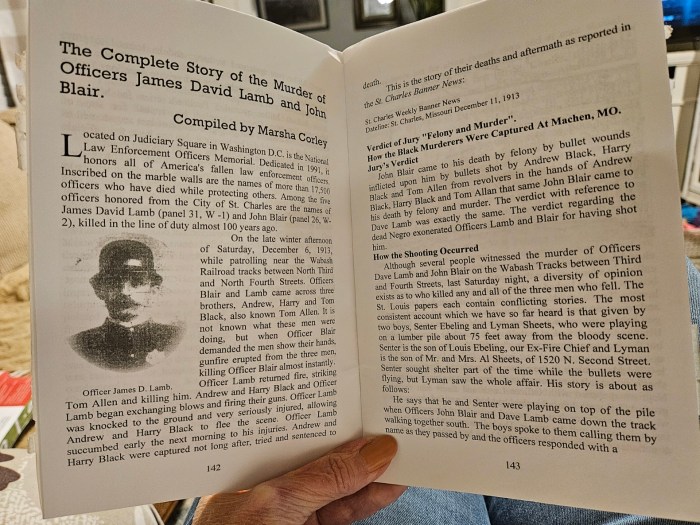 The Complete Story of the Murder of
Officers James David Lamb and John
Blair.
Compiled by Marsha Corley
Located on Judiciary Square in Washington D.C. is the National
Law Enforcement Officers Memorial. Dedicated in 1991, it
honors all of America's fallen law enforcement officers.
Inscribed on the marble walls are the names of more than 17,500
officers who have died while protecting others. Among the five
officers honored from the City of St. Charles are the names of
James David Lamb (panel 31, W -1) and John Blair (panel 26, W-
2), killed in the line of duty almost 100 years ago.
On the late winter afternoon
of Saturday, December 6, 1913,
while patrolling near the Wabash
Railroad tracks between North Third
and North Fourth Streets. Officers
Blair and Lamb came across three
brothers, Andrew, Harry and Tom
Black, also known Tom Allen. It is
not known what these men were
doing, but when Officer Blair
demanded the men show their hands,
gunfire erupted from the three men,
killing Officer Blair almost instantly.
Officer Lamb returned fire, striking
Officer James D. Lamb.
Tom Allen and killing him. Andrew and Harry Black and Officer
Lamb began exchanging blows and firing their guns. Officer Lamb
was knocked to the ground and very seriously injured, allowing
Andrew and Harry Black to flee the scene. Officer Lamb
succumbed early the next morning to his injuries. Andrew and
Harry Black were captured not long after, tried and sentenced to
142
death.
This is the story of their deaths and aftermath as reported in
the St. Charles Banner News:
St. Charles Weekly Banner News
Dateline: St. Charles, Missouri December 11, 1913
Verdict of Jury "Felony and Murder".
How the Black Murderers Were Captured At Machen, MO.
Jury's Verdict
John Blair came to his death by felony by bullet wounds
inflicted upon him by bullets shot by Andrew Black, Harry
Black and Tom Allen from revolvers in the hands of Andrew
Black, Harry Black and Tom Allan that same John Blair came to
his death by felony and murder. The verdict with reference to
Dave Lamb was exactly the same. The verdict regarding the
dead Negro exonerated Officers Lamb and Blair for having shot
him.
How the Shooting Occurred
Although several people witnessed the murder of Officers
Dave Lamb and John Blair on the Wabash Tracks between Third
and Fourth Streets, last Saturday night, a diversity of opinion
exists as to who killed any and all of the three men who fell. The
St. Louis papers each contain conflicting stories. The most
consistent account which we have so far heard is that given by
two boys, Senter Ebeling and Lyman Sheets, who were playing
on a lumber pile about 75 feet away from the bloody scene.
Senter is the son of Louis Ebeling, our Ex-Fire Chief and Lyman
is the son of Mr. and Mrs. Al Sheets, of 1520 N. Second Street.
Senter sought shelter part of the time while the bullets were
flying, but Lyman saw the whole affair. His story is about as
follows:
He says that he and Senter were playing on top of the pile
when Officers John Blair and Dave Lamb came down the track
walking together south. The boys spoke to them calling them by
name as they passed by and the officers responded with a
143